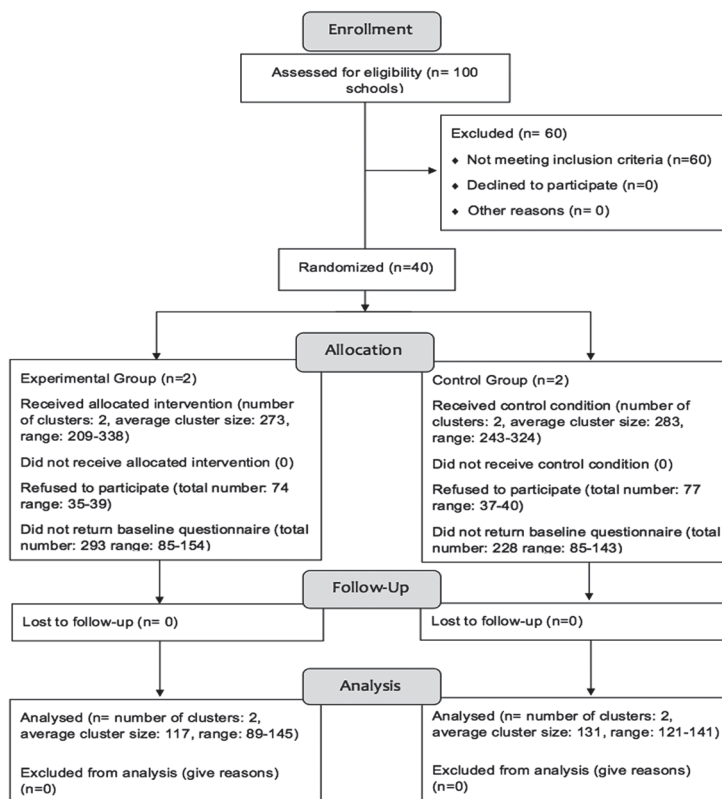 Enrollment
Assessed for eligibility (n= 100
schools)
Excluded (n= 60)
♦ Not meeting inclusion criteria (n=60)
♦ Declined to participate (n=0)
♦ Other reasons (n= 0)
Randomized (n=40)
Allocation
Experimental Group (n=2)
Received allocated intervention (number
of clusters: 2, average cluster size: 273,
range: 209-338)
Did not receive allocated intervention (0)
Refused to participate (total number: 74
range: 35-39)
Did not return baseline questionnaire (total
number: 293 range: 85-154)
Control Group (n=2)
Received control condition (number of
clusters: 2, average cluster size: 283,
range: 243-324)
Did not receive control condition (0)
Refused to participate (total number: 77
range: 37-40)
Did not return baseline questionnaire (total
number: 228 range: 85-143)
Follow-Up
Lost to follow-up (n= 0)
Lost to follow-up (n=0)
Analysis
Analysed (n= number of clusters: 2,
average cluster size: 117, range: 89-145)
Excluded from analysis (give reasons)
(n=0)
Analysed (n= number of clusters: 2,
average cluster size: 131, range: 121-141)
Excluded from analysis (give reasons)
(n=0)